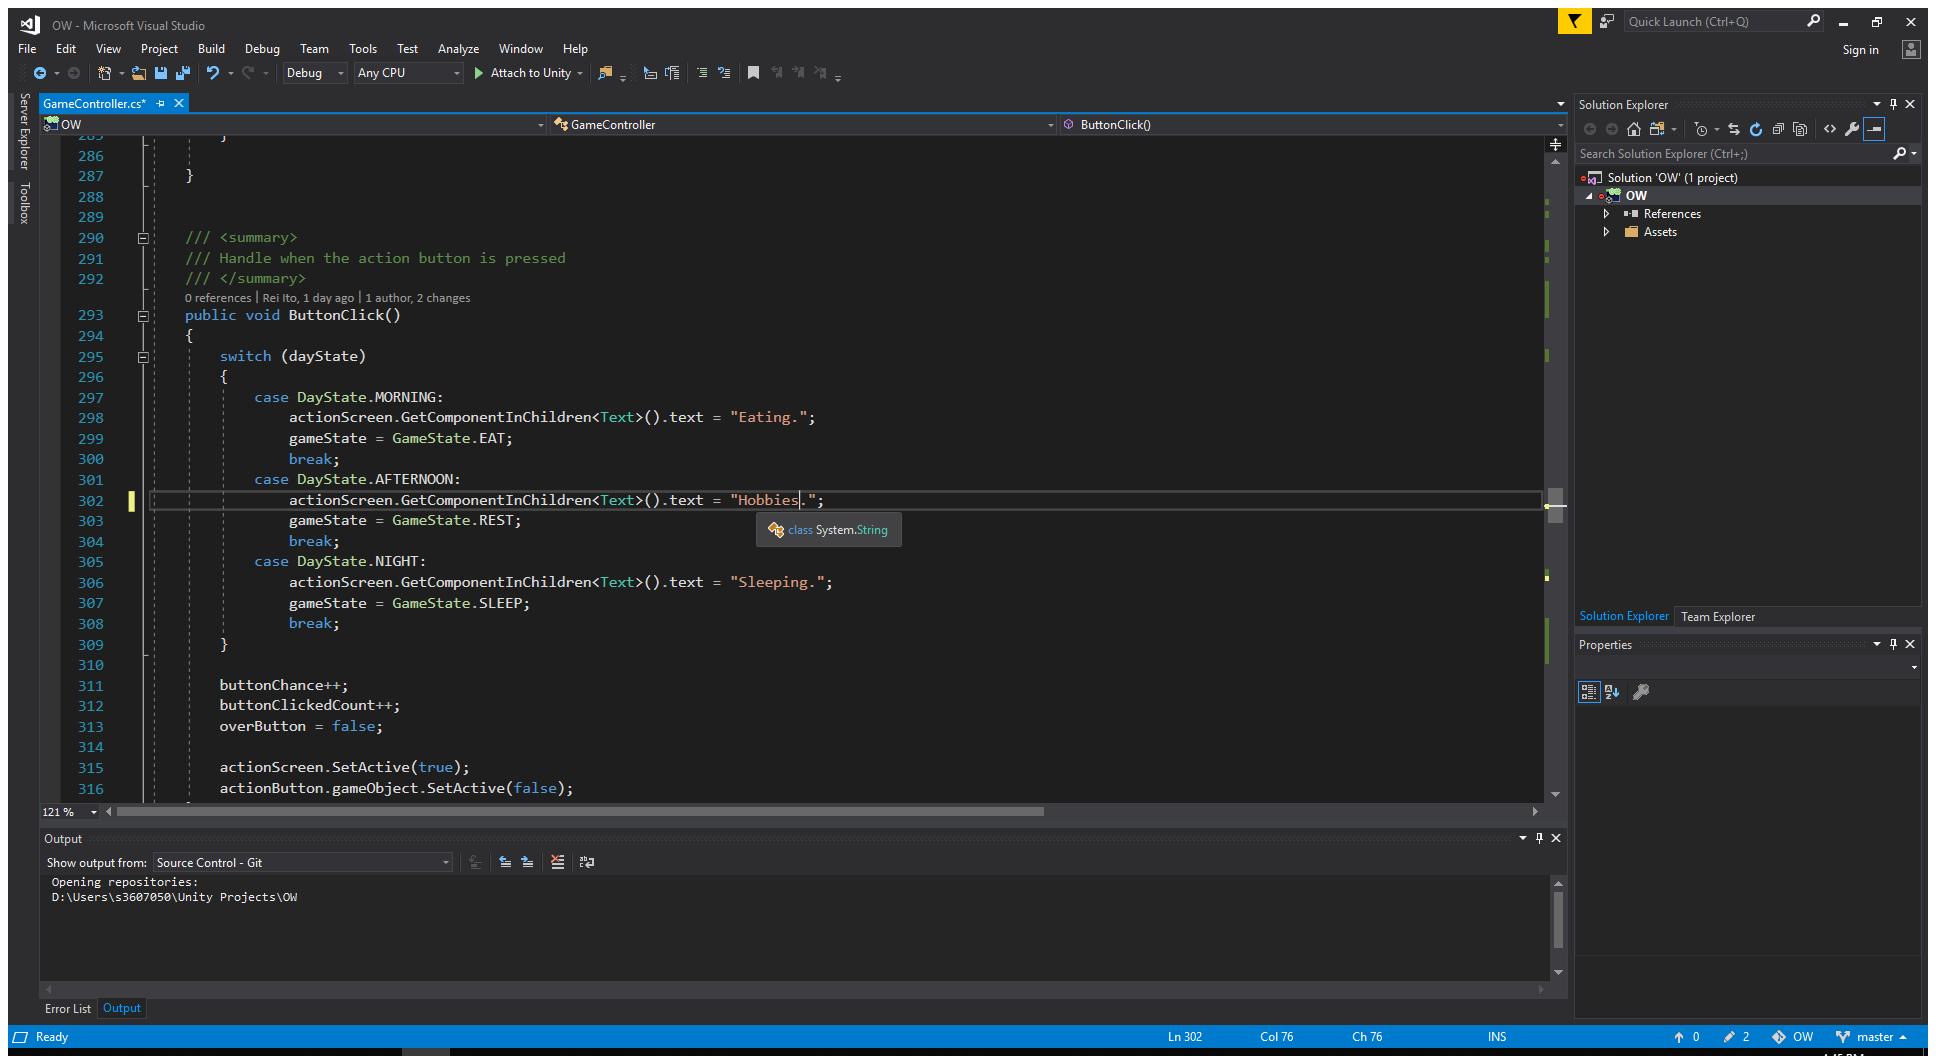 OW - Microsoft Visual Studio
Quick Launch (Ctrl+Q)
File Edit View Project Build Debug Team Tools Test Analyze Window Help
Sign in
Debug Any CPU Attach to Unity
Server Explorer
Toolbox
GameController.cs*
OW GameController ButtonClick()
285 }
286
287 }
288
289
290 /// <summary>
291 /// Handle when the action button is pressed
292 /// </summary>
0 references | Rei Ito, 1 day ago | 1 author, 2 changes
293 public void ButtonClick()
294 {
295 switch (dayState)
296 {
297 case DayState.MORNING:
298 actionScreen.GetComponentInChildren<Text>().text = "Eating.";
299 gameState = GameState.EAT;
300 break;
301 case DayState.AFTERNOON:
302 actionScreen.GetComponentInChildren<Text>().text = "Hobbies.";
303 gameState = GameState.REST;
class System.String
304 break;
305 case DayState.NIGHT:
306 actionScreen.GetComponentInChildren<Text>().text = "Sleeping.";
307 gameState = GameState.SLEEP;
308 break;
309 }
310
311 buttonChance++;
312 buttonClickedCount++;
313 overButton = false;
314
315 actionScreen.SetActive(true);
316 actionButton.gameObject.SetActive(false);
121 %
Output
Show output from: Source Control - Git
Opening repositories:
D:\Users\s3607050\Unity Projects\OW
Error List Output
Solution Explorer
Search Solution Explorer (Ctrl+;)
Solution 'OW' (1 project)
OW
References
Assets
Solution Explorer Team Explorer
Properties
Ready Ln 302 Col 76 Ch 76 INS 0 2 OW master